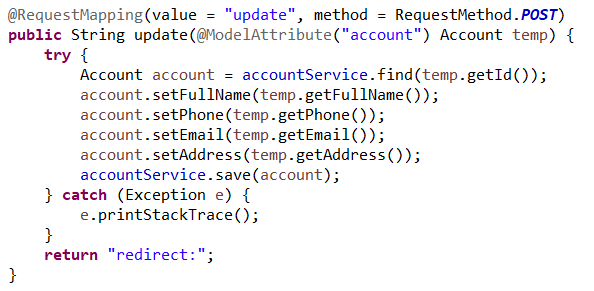 @RequestMapping(value = "update", method = RequestMethod.POST)
public String update(@ModelAttribute("account") Account temp) {
    try {
        Account account = accountService.find(temp.getId());
        account.setFullName(temp.getFullName());
        account.setPhone(temp.getPhone());
        account.setEmail(temp.getEmail());
        account.setAddress(temp.getAddress());
        accountService.save(account);
    } catch (Exception e) {
        e.printStackTrace();
    }
    return "redirect:";
}